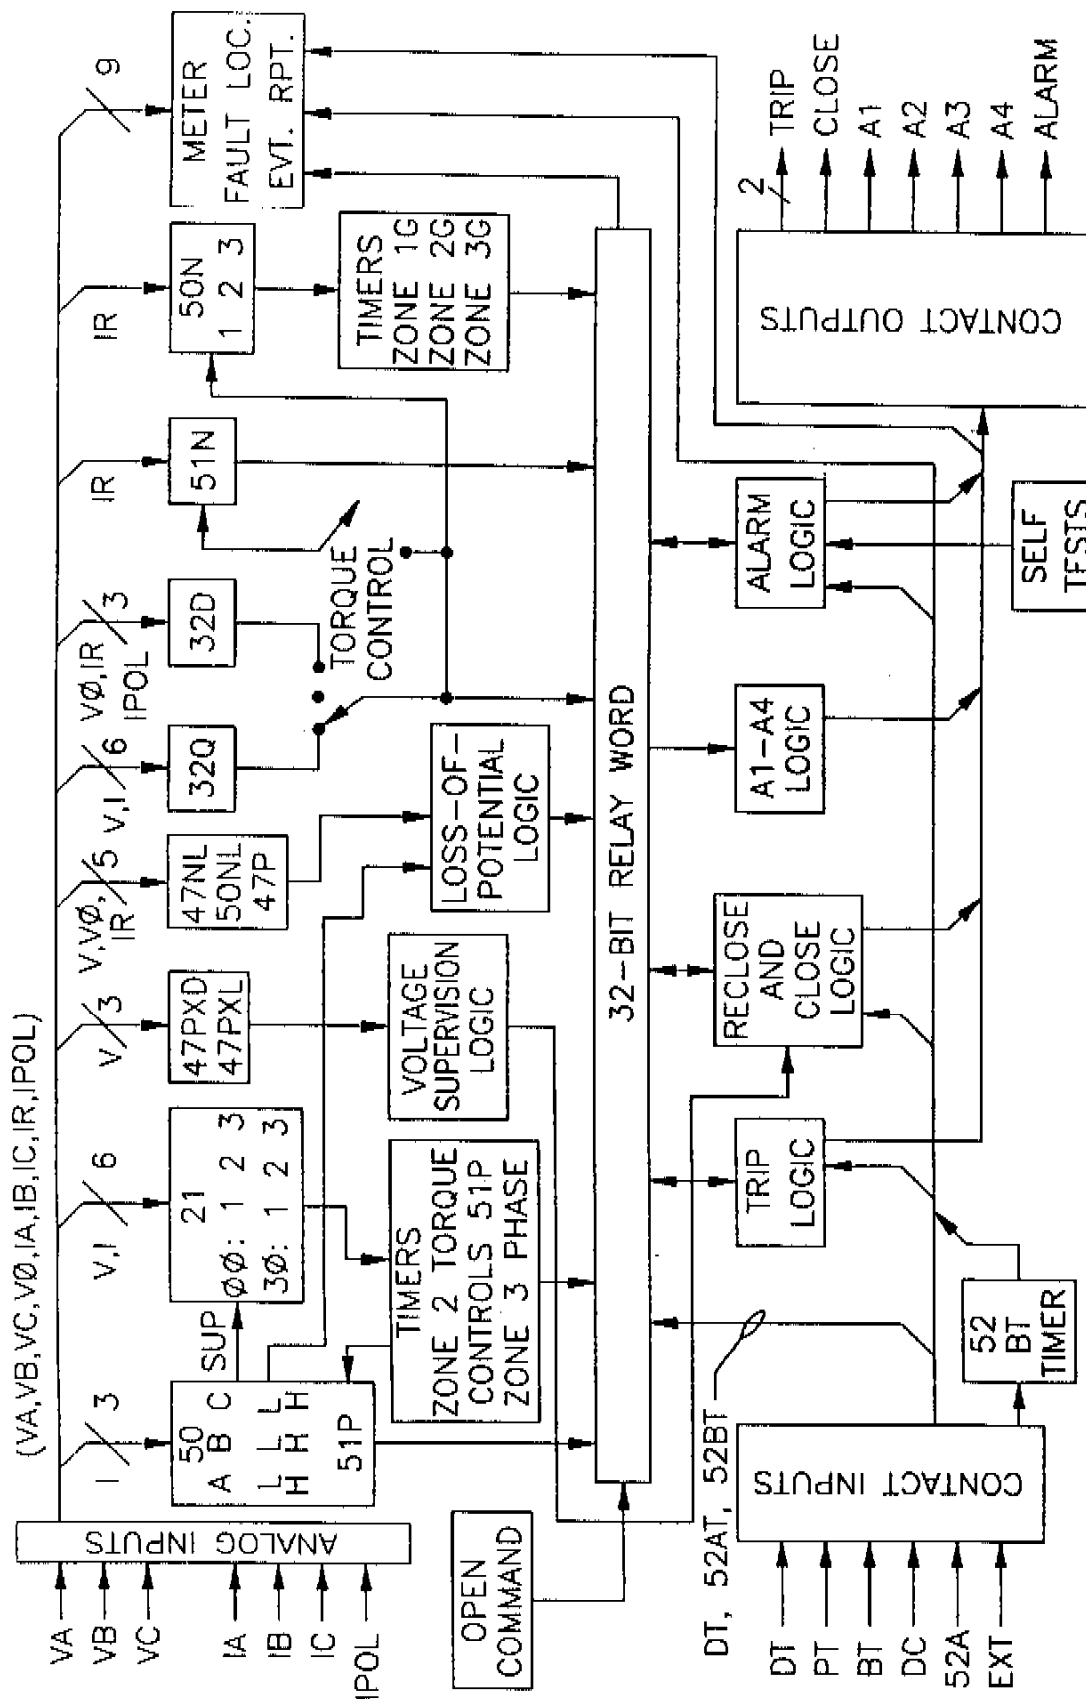 (VA,VB,VC,VØ,IA,IB,IC,IR,IPOL)
VA
VB
VC
IA
IB
IC
IPOL
ANALOG INPUTS
I 3
V,I 6
V 3
V,VØ, 5
IR
V,I 6
VØ,IR 3
IPOL
IR
IR
9
50
A B C
L L L
H H H
51P
SUP
21
ØØ: 1 2 3
3Ø: 1 2 3
47PXD
47PXL
47NL
50NL
47P
32Q
32D
51N
50N
1 2 3
METER
FAULT LOC.
EVT. RPT.
TIMERS
ZONE 2 TORQUE
CONTROLS 51P
ZONE 3 PHASE
VOLTAGE
SUPERVISION
LOGIC
LOSS-OF-
POTENTIAL
LOGIC
TORQUE
CONTROL
TIMERS
ZONE 1G
ZONE 2G
ZONE 3G
OPEN
COMMAND
32-BIT RELAY WORD
DT, 52AT, 52BT
TRIP
LOGIC
RECLOSE
AND
CLOSE
LOGIC
A1-A4
LOGIC
ALARM
LOGIC
DT
PT
BT
DC
52A
EXT
CONTACT INPUTS
52
BT
TIMER
SELF
TESTS
CONTACT OUTPUTS
2
TRIP
CLOSE
A1
A2
A3
A4
ALARM